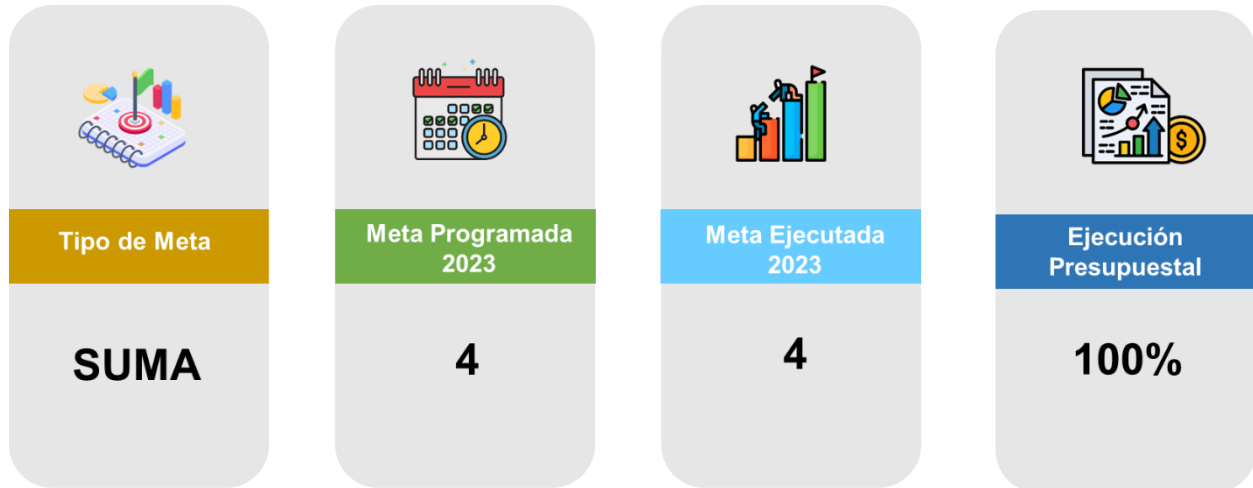 Tipo de Meta
SUMA
Meta Programada
2023
4
Meta Ejecutada
2023
4
Ejecución
Presupuestal
100%